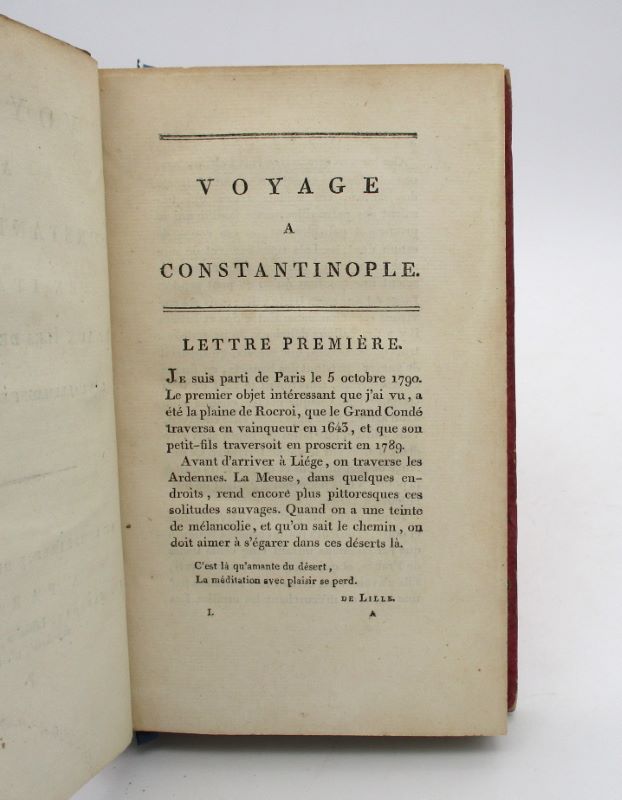 VOYAGE
A
CONSTANTINOPLE.
LETTRE PREMIÈRE.
JE suis parti de Paris le 5 octobre 1790.
Le premier objet intéressant que j'ai vu, a
été la plaine de Rocroi, que le Grand Condé
traversa en vainqueur en 1643, et que son
petit-fils traversoit en proscrit en 1789.
Avant d'arriver à Liége, on traverse les
Ardennes. La Meuse, dans quelques en-
droits, rend encore plus pittoresques ces
solitudes sauvages. Quand on a une teinte
de mélancolie, et qu'on sait le chemin, on
doit aimer à s'égarer dans ces déserts là.
C'est là qu'amante du désert,
La méditation avec plaisir se perd.
DE LILLE.
I. A